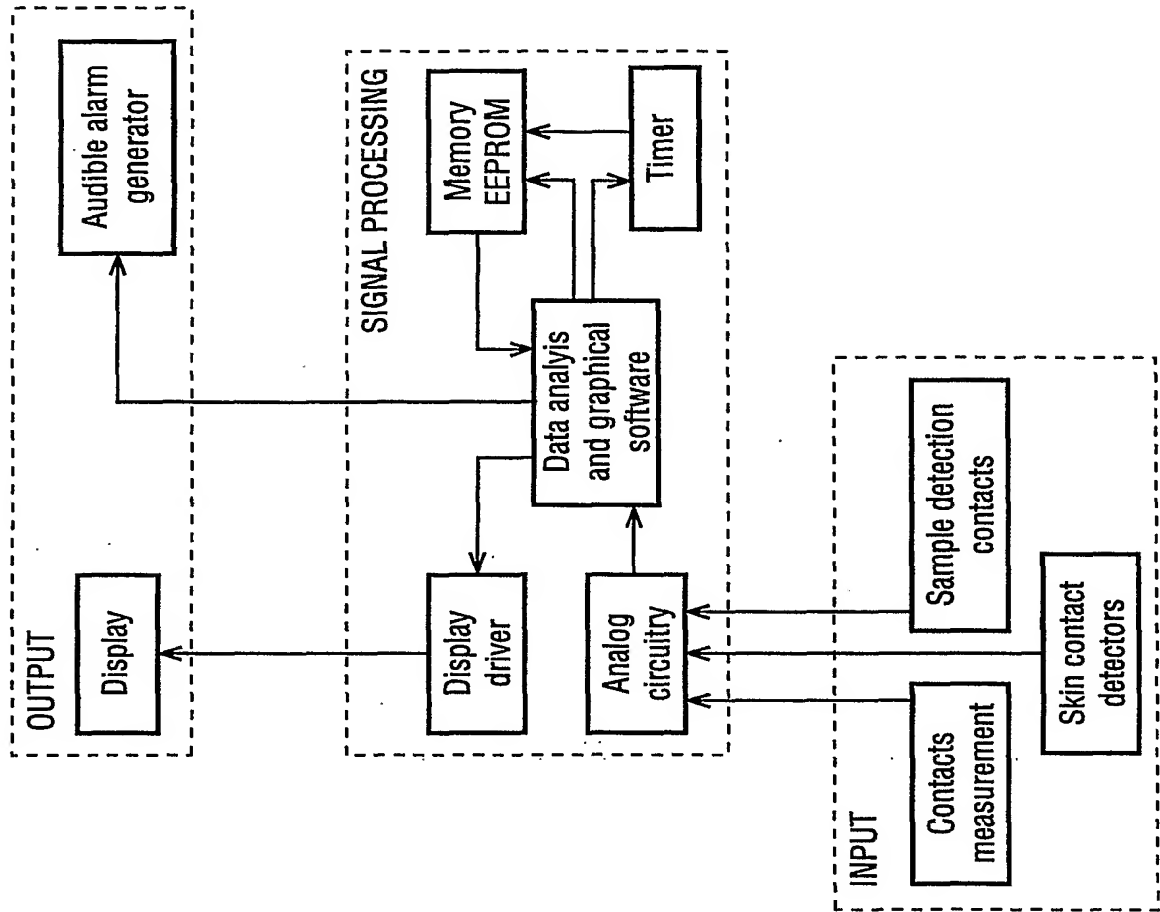 OUTPUT
Display
Audible alarm
generator
SIGNAL PROCESSING
Display
driver
Memory
EEPROM
Data analyis
and graphical
software
Analog
circuitry
Timer
INPUT
Contacts
measurement
Sample detection
contacts
Skin contact
detectors